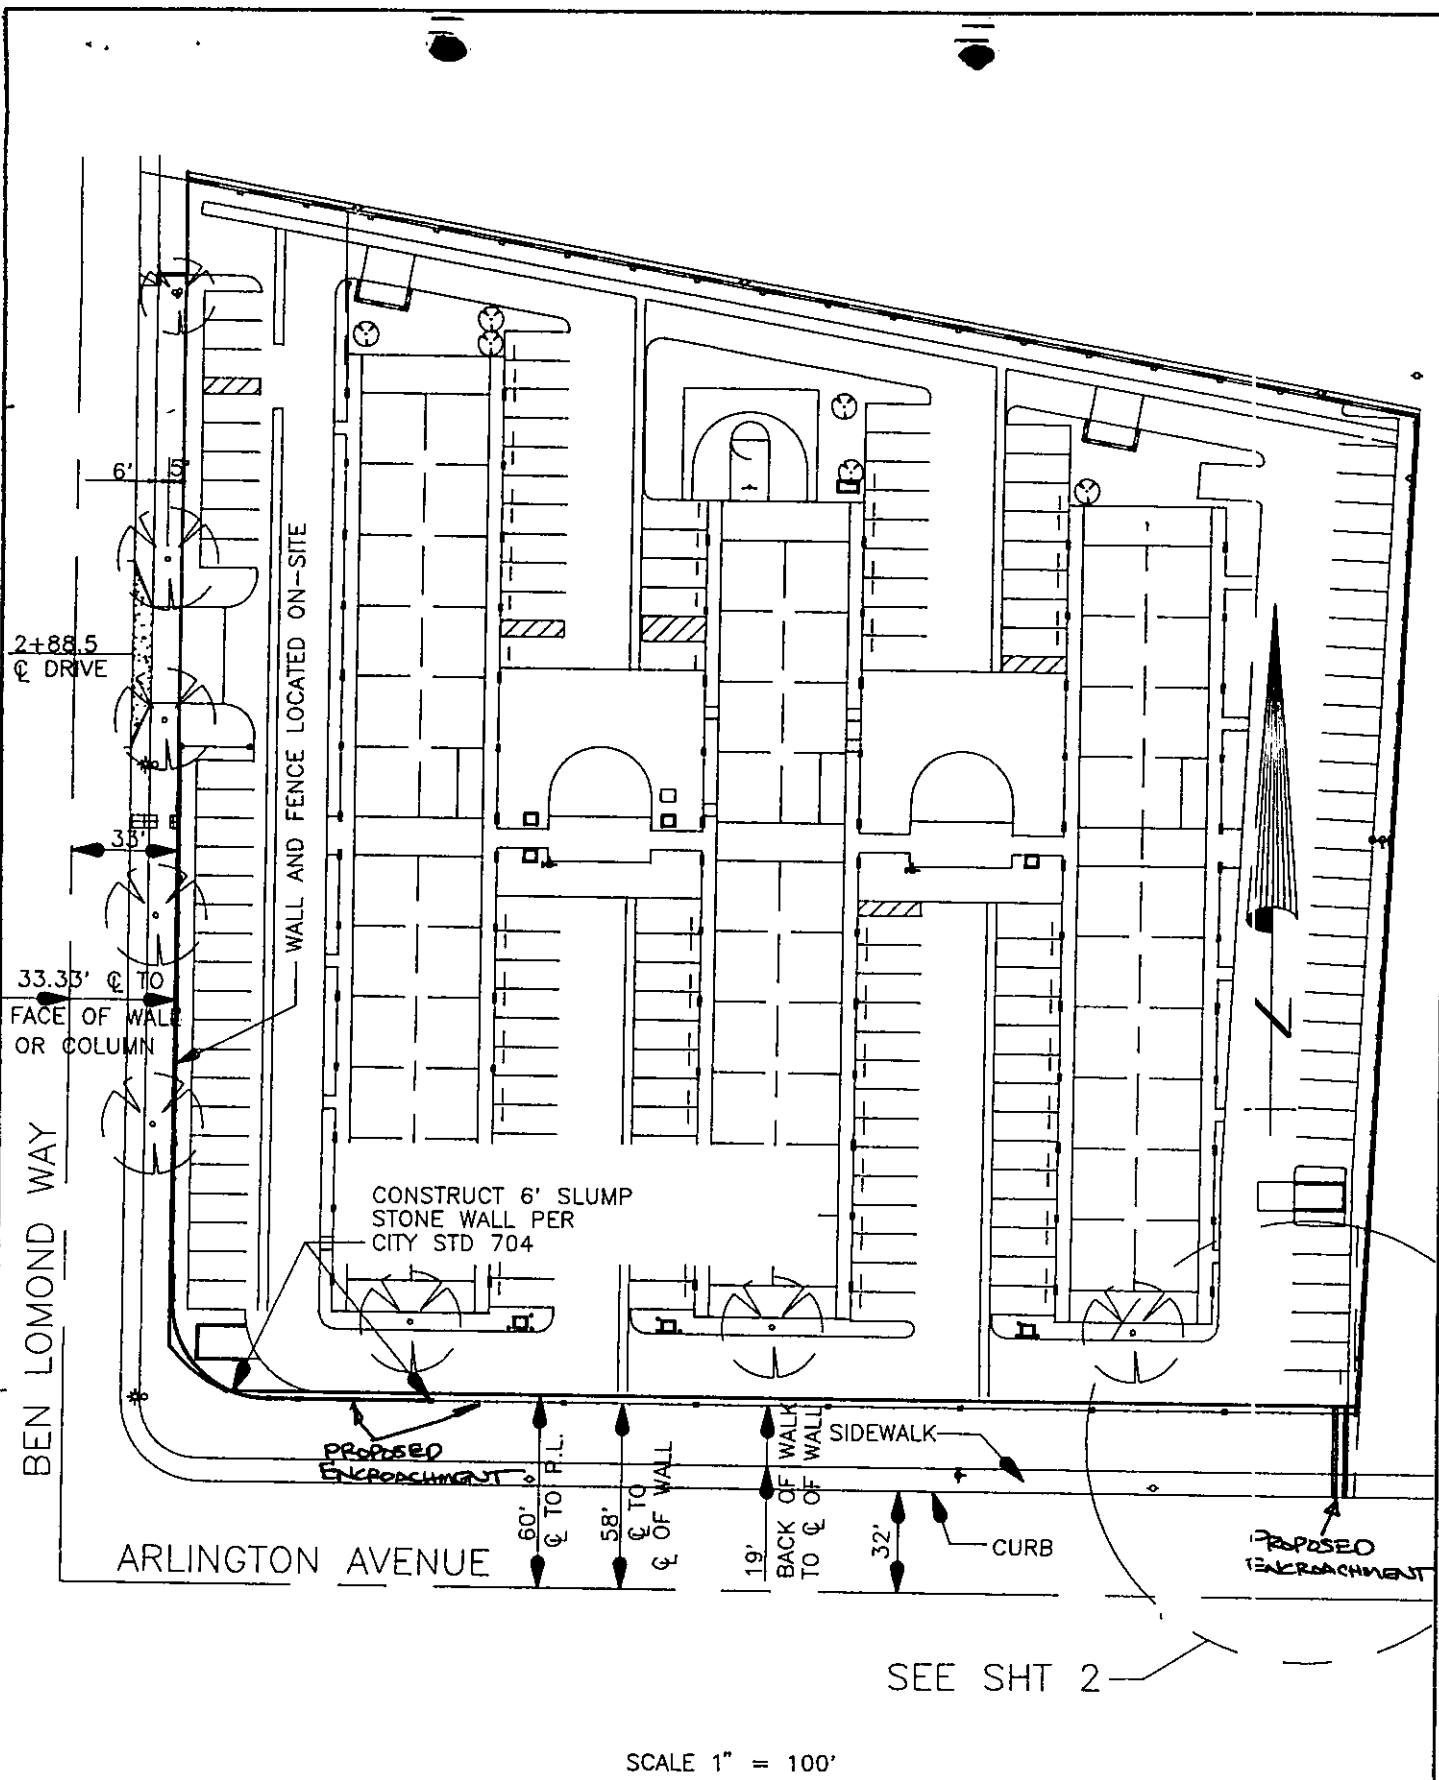 6'
5'
WALL AND FENCE LOCATED ON-SITE
2+88.5
℄ DRIVE
33'
33.33' ℄ TO
FACE OF WALL
OR COLUMN
BEN LOMOND WAY
CONSTRUCT 6' SLUMP
STONE WALL PER
CITY STD 704
PROPOSED
ENCROACHMENT
60'
℄ TO P.L.
58'
℄ TO
℄ OF WALL
19'
BACK OF WALK
TO ℄ OF WALL
SIDEWALK
32'
CURB
PROPOSED
ENCROACHMENT
ARLINGTON AVENUE
SEE SHT 2
SCALE 1" = 100'